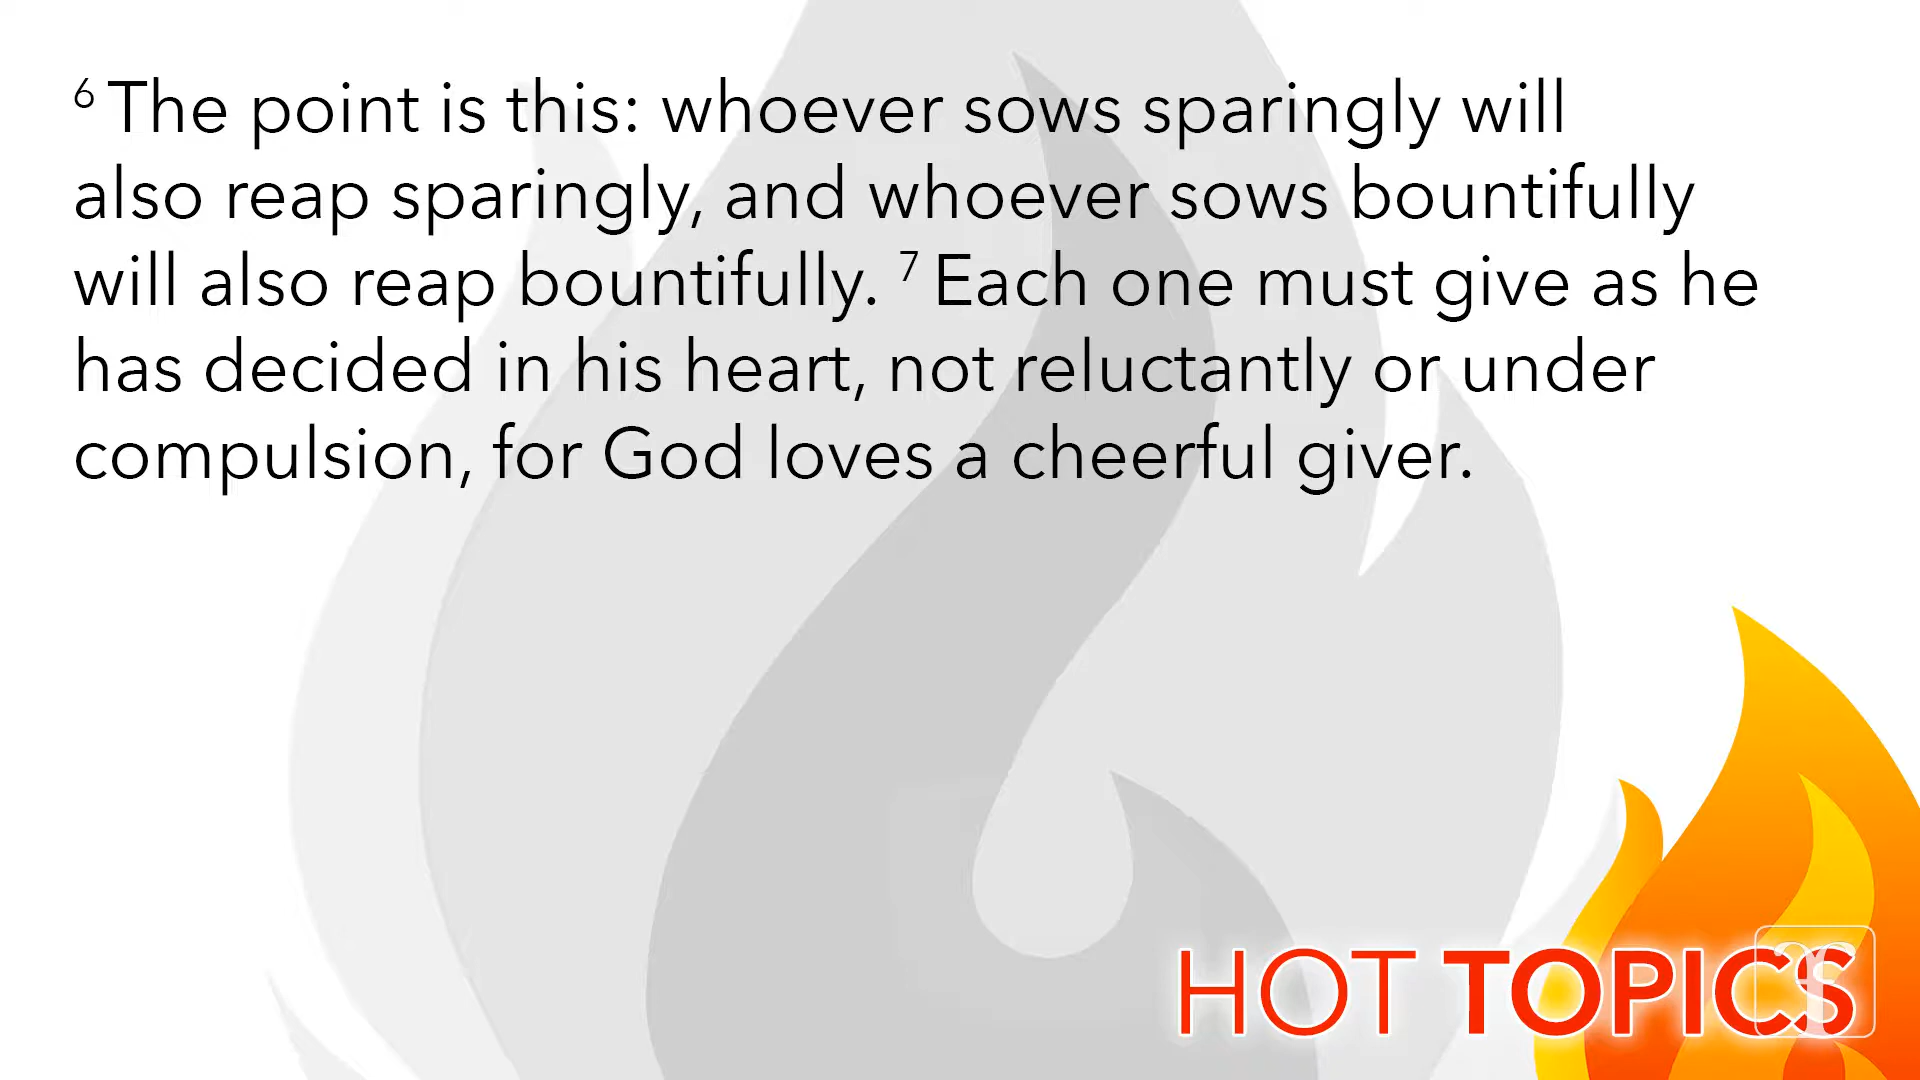 6 The point is this: whoever sows sparingly will
also reap sparingly, and whoever sows bountifully
will also reap bountifully. 7 Each one must give as he
has decided in his heart, not reluctantly or under
compulsion, for God loves a cheerful giver.
HOT TOPICS